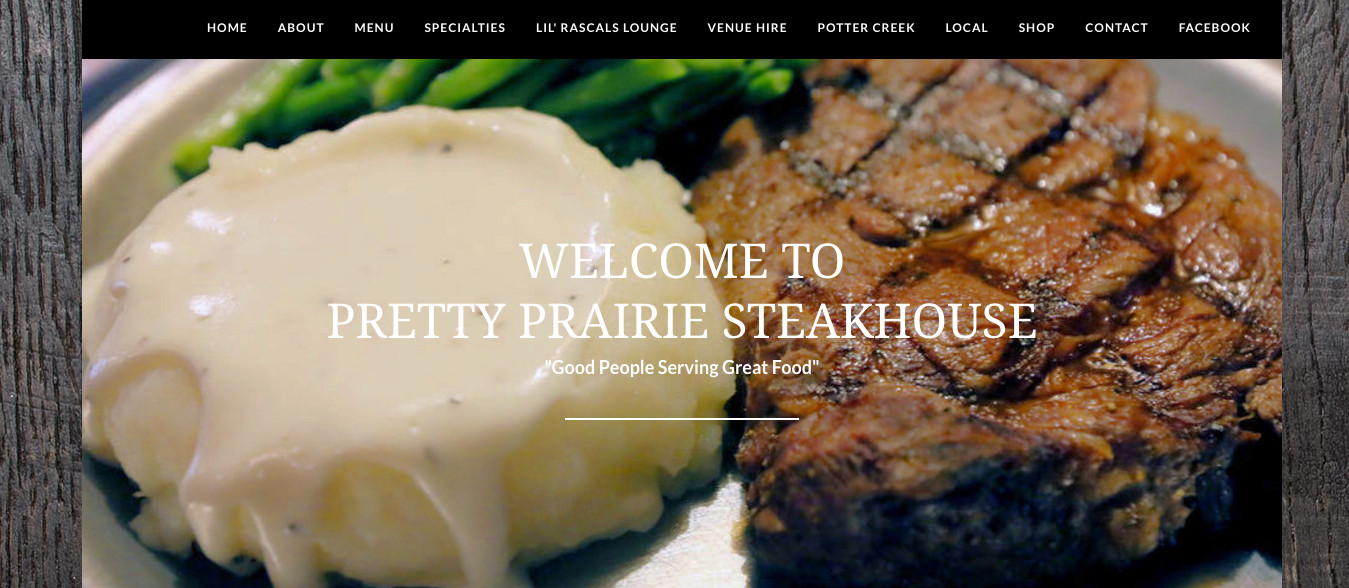 HOME ABOUT MENU SPECIALTIES LIL' RASCALS LOUNGE VENUE HIRE POTTER CREEK LOCAL SHOP CONTACT FACEBOOK
WELCOME TO
PRETTY PRAIRIE STEAKHOUSE
"Good People Serving Great Food"